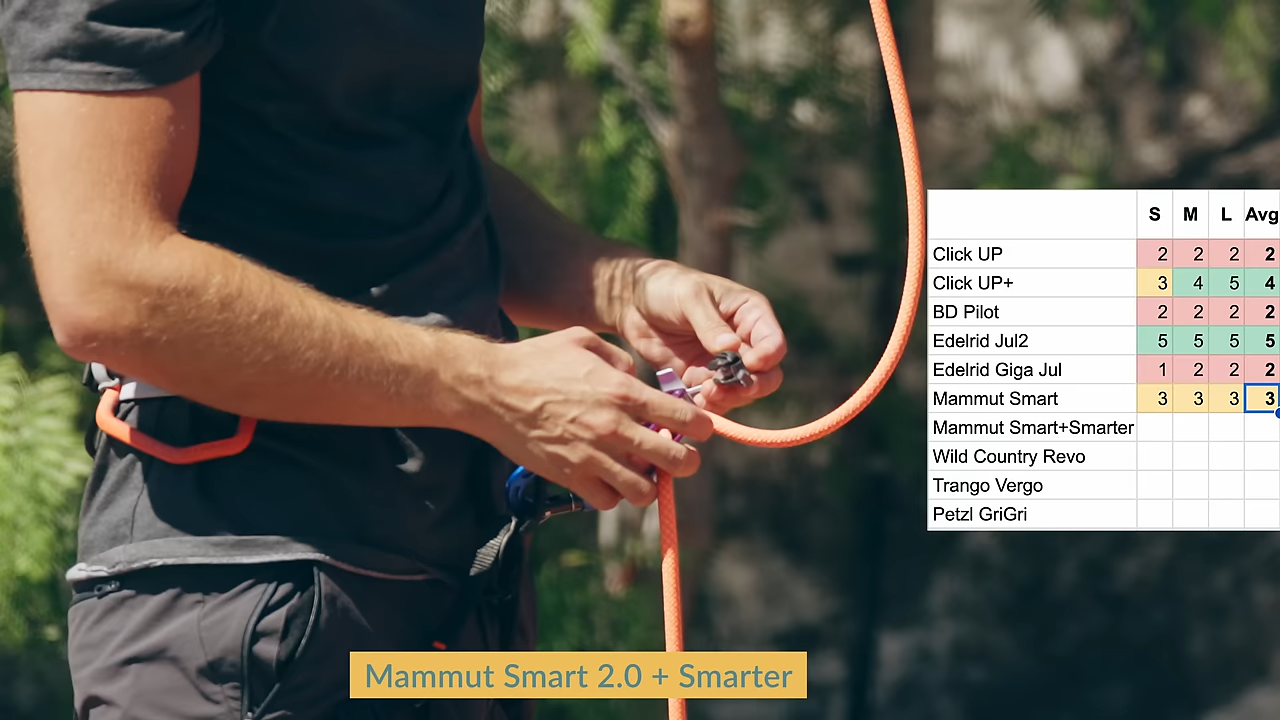 S M L Avg
Click UP 2 2 2 2
Click UP+ 3 4 5 4
BD Pilot 2 2 2 2
Edelrid Jul2 5 5 5 5
Edelrid Giga Jul 1 2 2 2
Mammut Smart 3 3 3 3
Mammut Smart+Smarter
Wild Country Revo
Trango Vergo
Petzl GriGri
Mammut Smart 2.0 + Smarter